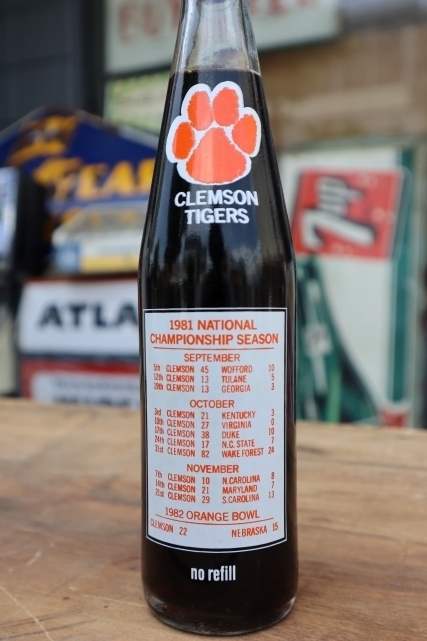 CLEMSON
TIGERS
1981 NATIONAL
CHAMPIONSHIP SEASON
SEPTEMBER
5th CLEMSON 45 WOFFORD 10
12th CLEMSON 13 TULANE 5
19th CLEMSON 13 GEORGIA 3
OCTOBER
3rd CLEMSON 21 KENTUCKY 3
10th CLEMSON 27 VIRGINIA 0
17th CLEMSON 38 DUKE 10
24th CLEMSON 17 N.C. STATE 7
31st CLEMSON 82 WAKE FOREST 24
NOVEMBER
7th CLEMSON 10 N.CAROLINA 8
14th CLEMSON 21 MARYLAND 7
21st CLEMSON 29 S.CAROLINA 13
1982 ORANGE BOWL
CLEMSON 22 NEBRASKA 15
no refill
ATLA
7up